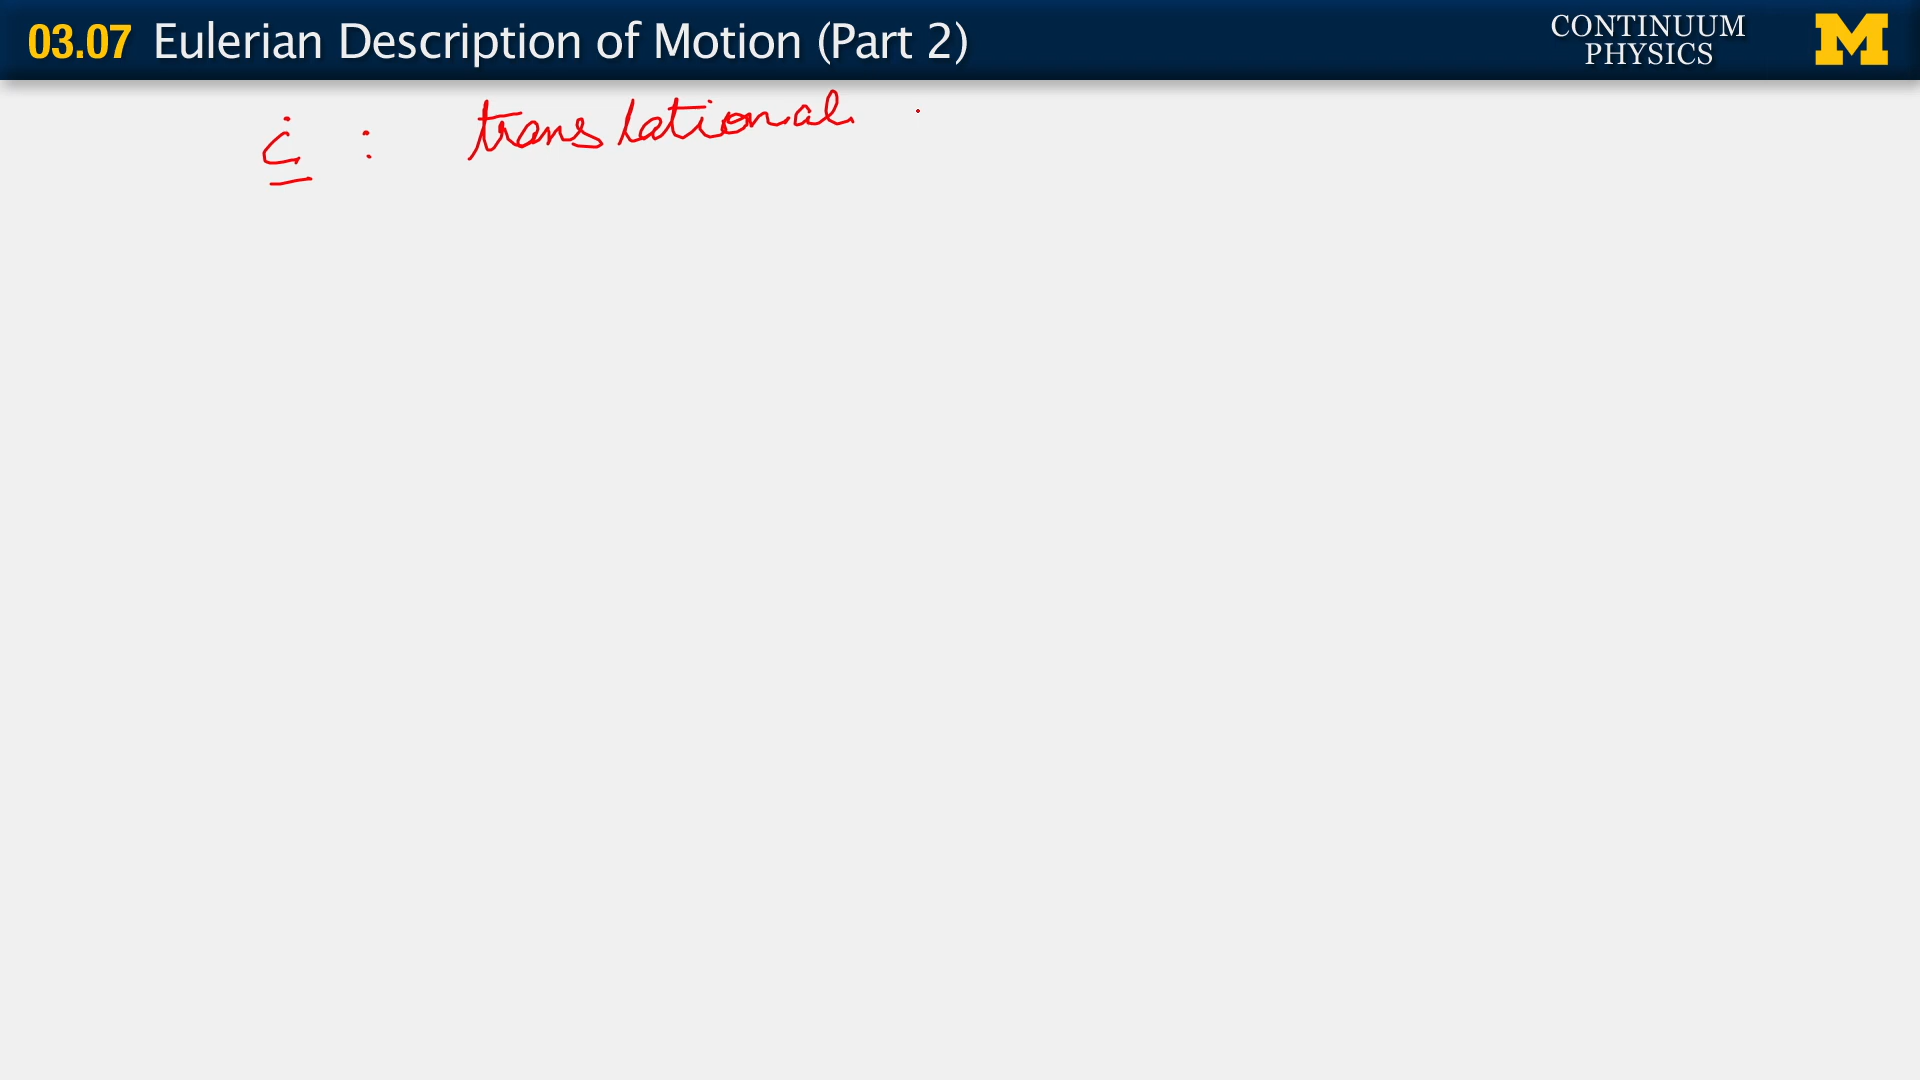 03.07 Eulerian Description of Motion (Part 2)
CONTINUUM
PHYSICS
M
ċ : translational